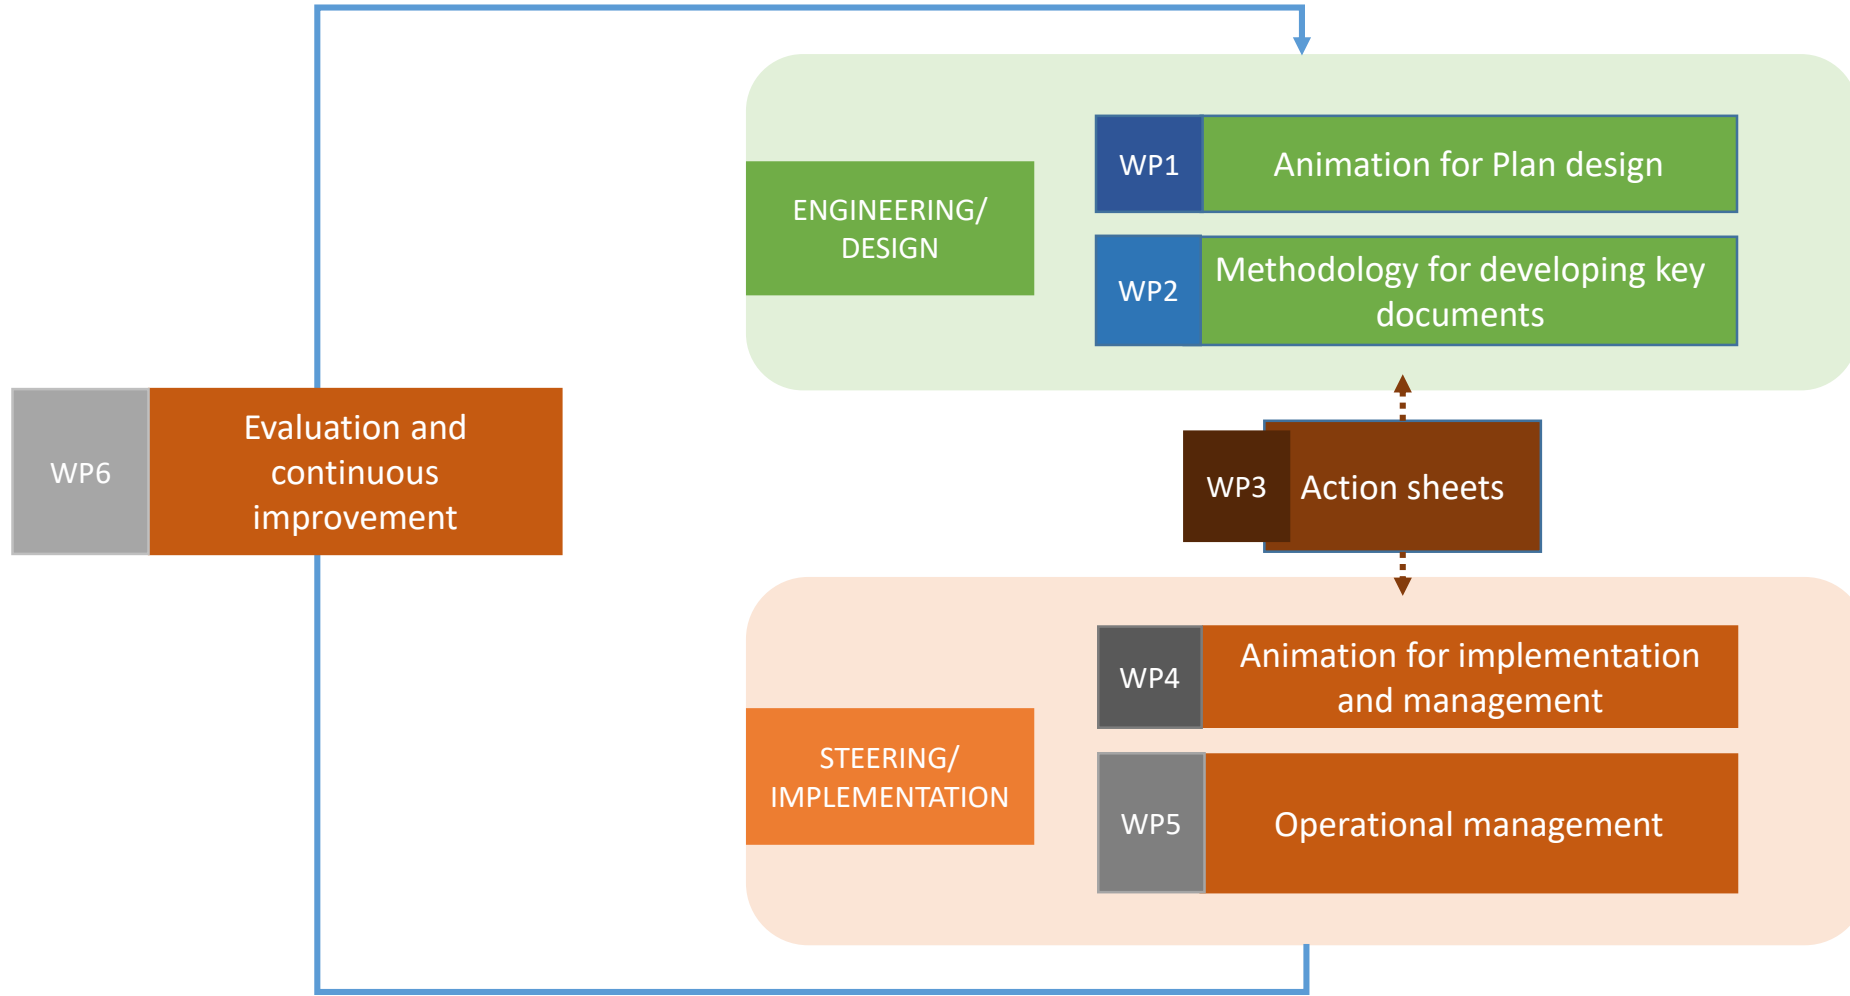 WP1
Animation for Plan design
ENGINEERING/
DESIGN
WP2
Methodology for developing key
documents
WP6
Evaluation and
continuous
improvement
WP3
Action sheets
WP4
Animation for implementation
and management
STEERING/
IMPLEMENTATION
WP5
Operational management